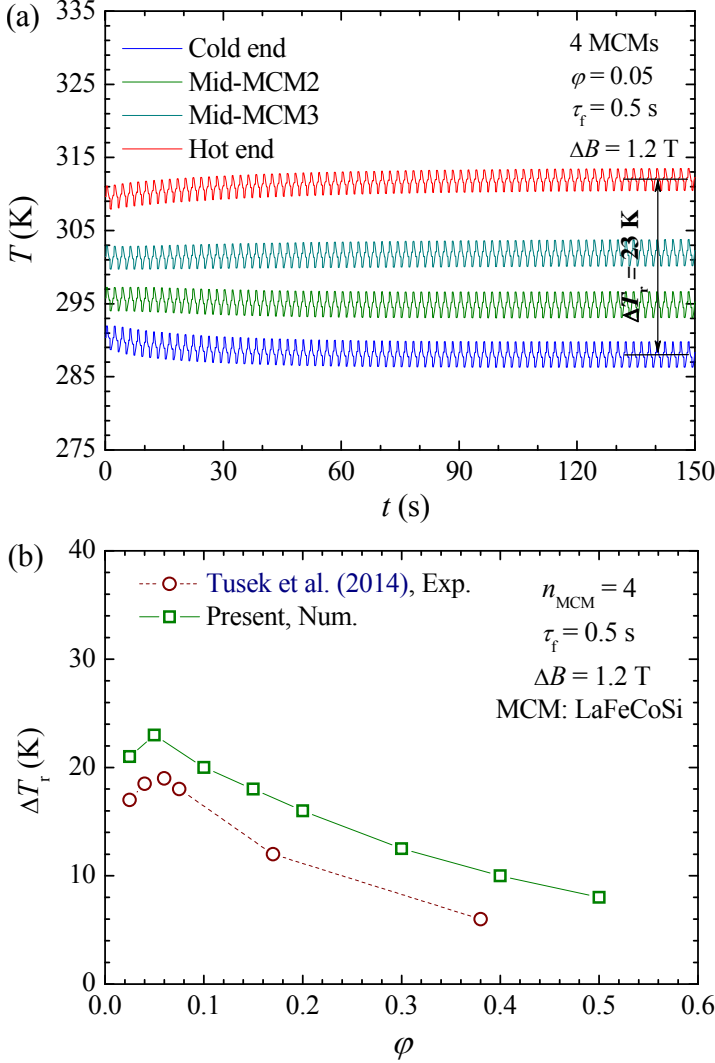 (a)
335
325
315
305
295
285
275
T (K)
Cold end
Mid-MCM2
Mid-MCM3
Hot end
4 MCMs
φ = 0.05
τf = 0.5 s
ΔB = 1.2 T
ΔTr = 23 K
0 30 60 90 120 150
t (s)
(b)
40
30
20
10
0
ΔTr (K)
Tusek et al. (2014), Exp.
Present, Num.
nMCM = 4
τf = 0.5 s
ΔB = 1.2 T
MCM: LaFeCoSi
0.0 0.1 0.2 0.3 0.4 0.5 0.6
φ